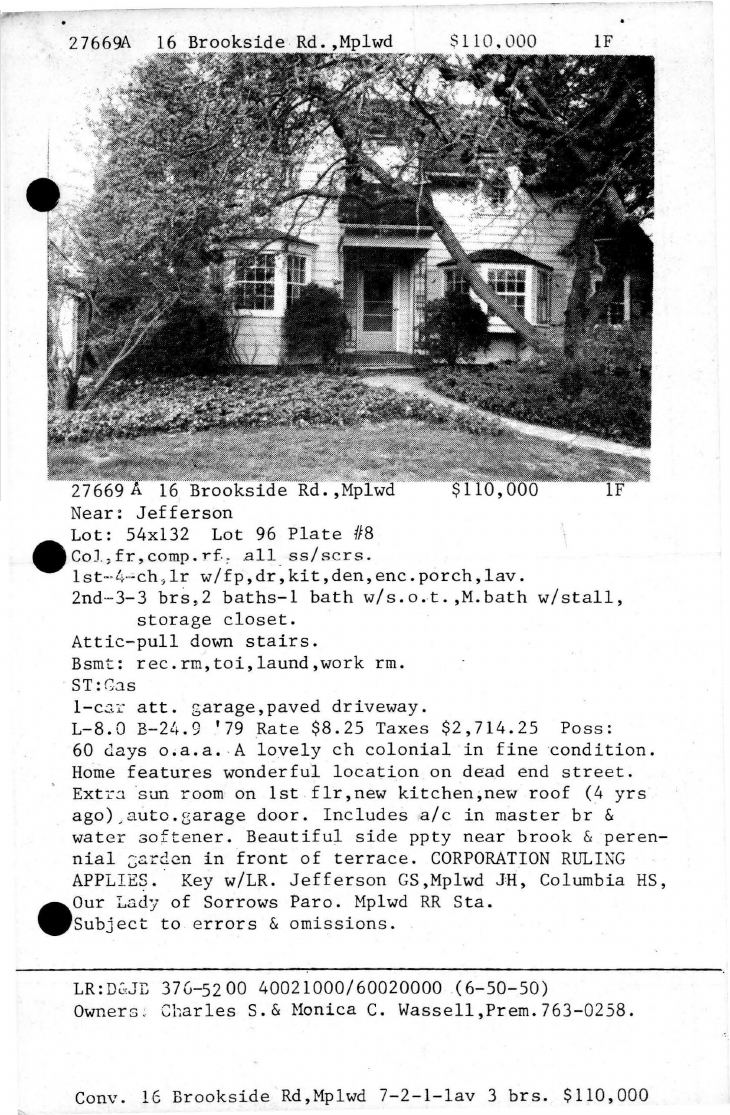 27669A 16 Brookside Rd.,Mplwd $110,000 1F
27669 A 16 Brookside Rd.,Mplwd $110,000 1F
Near: Jefferson
Lot: 54x132 Lot 96 Plate #8
Col,fr,comp.rf. all ss/scrs.
1st-4-ch,lr w/fp,dr,kit,den,enc.porch,lav.
2nd-3-3 brs,2 baths-1 bath w/s.o.t.,M.bath w/stall,
storage closet.
Attic-pull down stairs.
Bsmt: rec.rm,toi,laund,work rm.
ST:Gas
1-car att. garage,paved driveway.
L-8.0 B-24.9 '79 Rate $8.25 Taxes $2,714.25 Poss:
60 days o.a.a. A lovely ch colonial in fine condition.
Home features wonderful location on dead end street.
Extra sun room on 1st flr,new kitchen,new roof (4 yrs
ago),auto.garage door. Includes a/c in master br &
water softener. Beautiful side ppty near brook & peren-
nial garden in front of terrace. CORPORATION RULING
APPLIES. Key w/LR. Jefferson GS,Mplwd JH, Columbia HS,
Our Lady of Sorrows Paro. Mplwd RR Sta.
Subject to errors & omissions.
LR:D&JE 376-5200 40021000/60020000 (6-50-50)
Owners: Charles S.& Monica C. Wassell,Prem.763-0258.
Conv. 16 Brookside Rd,Mplwd 7-2-1-lav 3 brs. $110,000